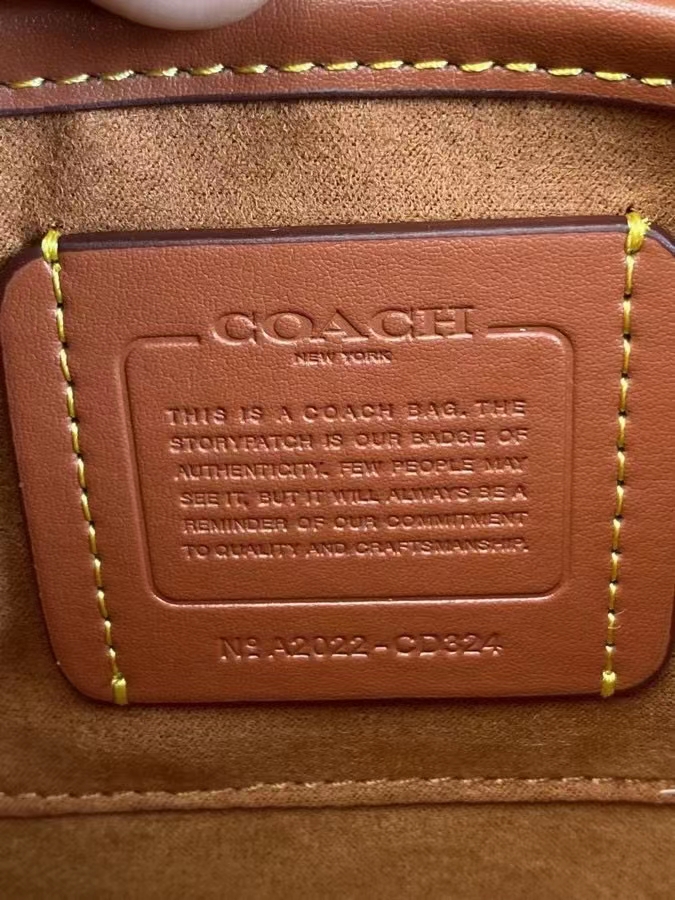 COACH
NEW YORK
THIS IS A COACH BAG. THE
STORYPATCH IS OUR BADGE OF
AUTHENTICITY. FEW PEOPLE MAY
SEE IT, BUT IT WILL ALWAYS BE A
REMINDER OF OUR COMMITMENT
TO QUALITY AND CRAFTSMANSHIP.
Nº A2022-CD324